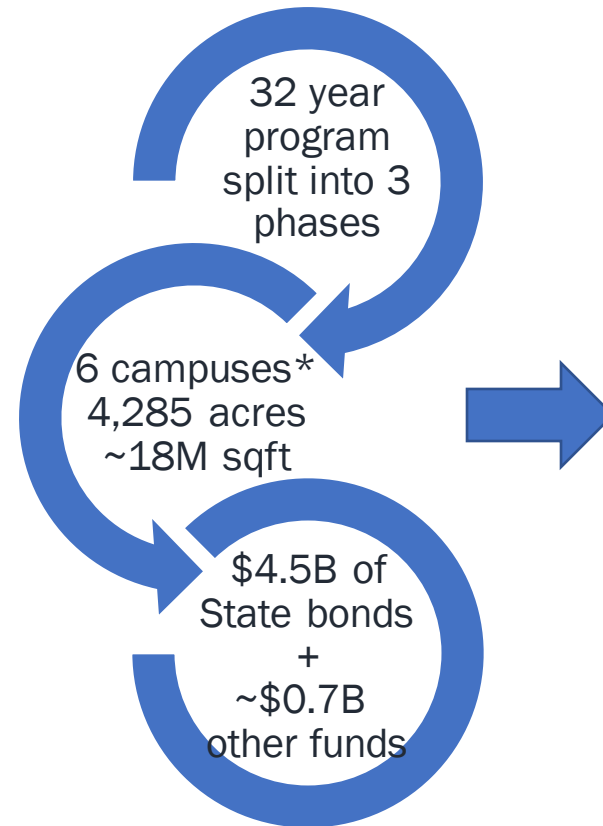 32 year
program
split into 3
phases
6 campuses*
4,285 acres
~18M sqft
$4.5B of
State bonds
+
~$0.7B
other funds